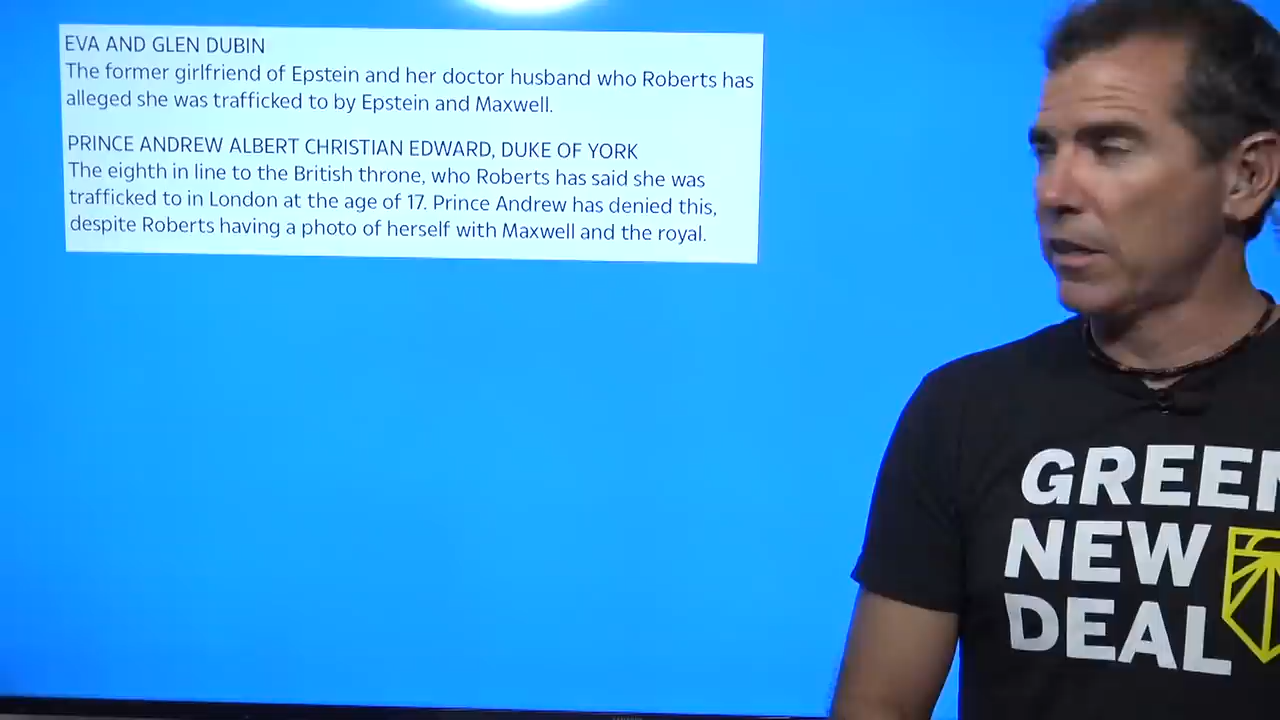 EVA AND GLEN DUBIN
The former girlfriend of Epstein and her doctor husband who Roberts has
alleged she was trafficked to by Epstein and Maxwell.
PRINCE ANDREW ALBERT CHRISTIAN EDWARD, DUKE OF YORK
The eighth in line to the British throne, who Roberts has said she was
trafficked to in London at the age of 17. Prince Andrew has denied this,
despite Roberts having a photo of herself with Maxwell and the royal.
GREEN
NEW
DEAL